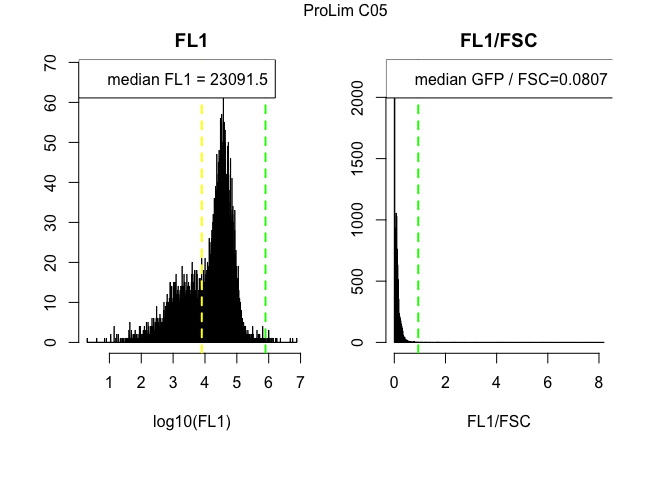 ProLim C05
FL1
median FL1 = 23091.5
0
10
20
30
40
50
60
70
1 2 3 4 5 6 7
log10(FL1)
FL1/FSC
median GFP / FSC=0.0807
0
500
1000
1500
2000
0 2 4 6 8
FL1/FSC